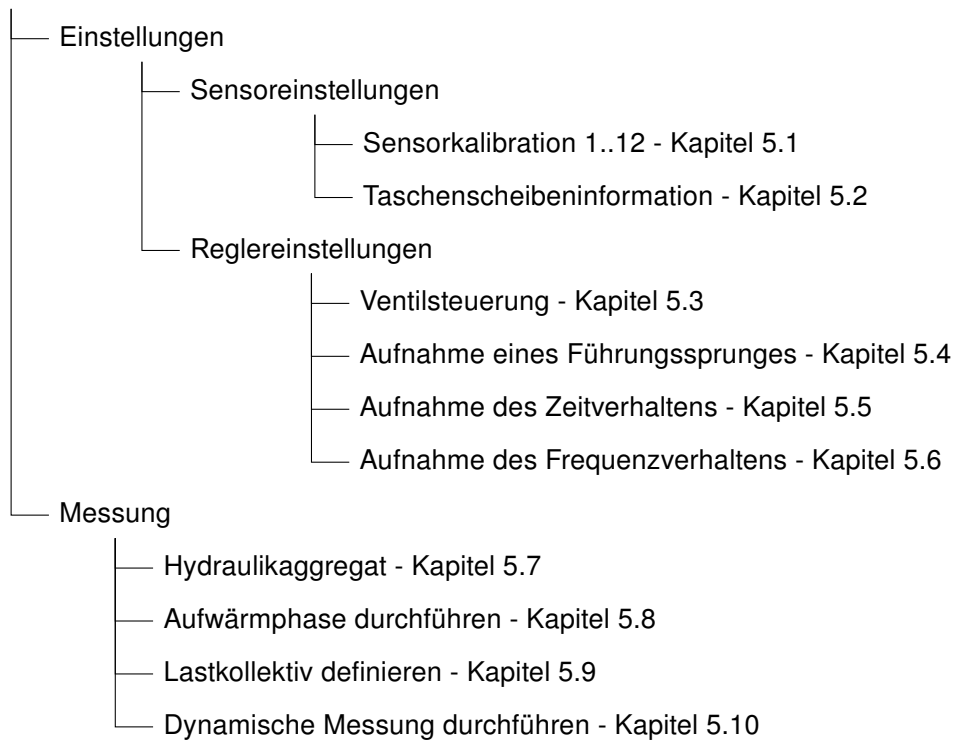 Einstellungen
Sensoreinstellungen
Sensorkalibration 1..12 - Kapitel 5.1
Taschenscheibeninformation - Kapitel 5.2
Reglereinstellungen
Ventilsteuerung - Kapitel 5.3
Aufnahme eines Führungssprunges - Kapitel 5.4
Aufnahme des Zeitverhaltens - Kapitel 5.5
Aufnahme des Frequenzverhaltens - Kapitel 5.6
Messung
Hydraulikaggregat - Kapitel 5.7
Aufwärmphase durchführen - Kapitel 5.8
Lastkollektiv definieren - Kapitel 5.9
Dynamische Messung durchführen - Kapitel 5.10